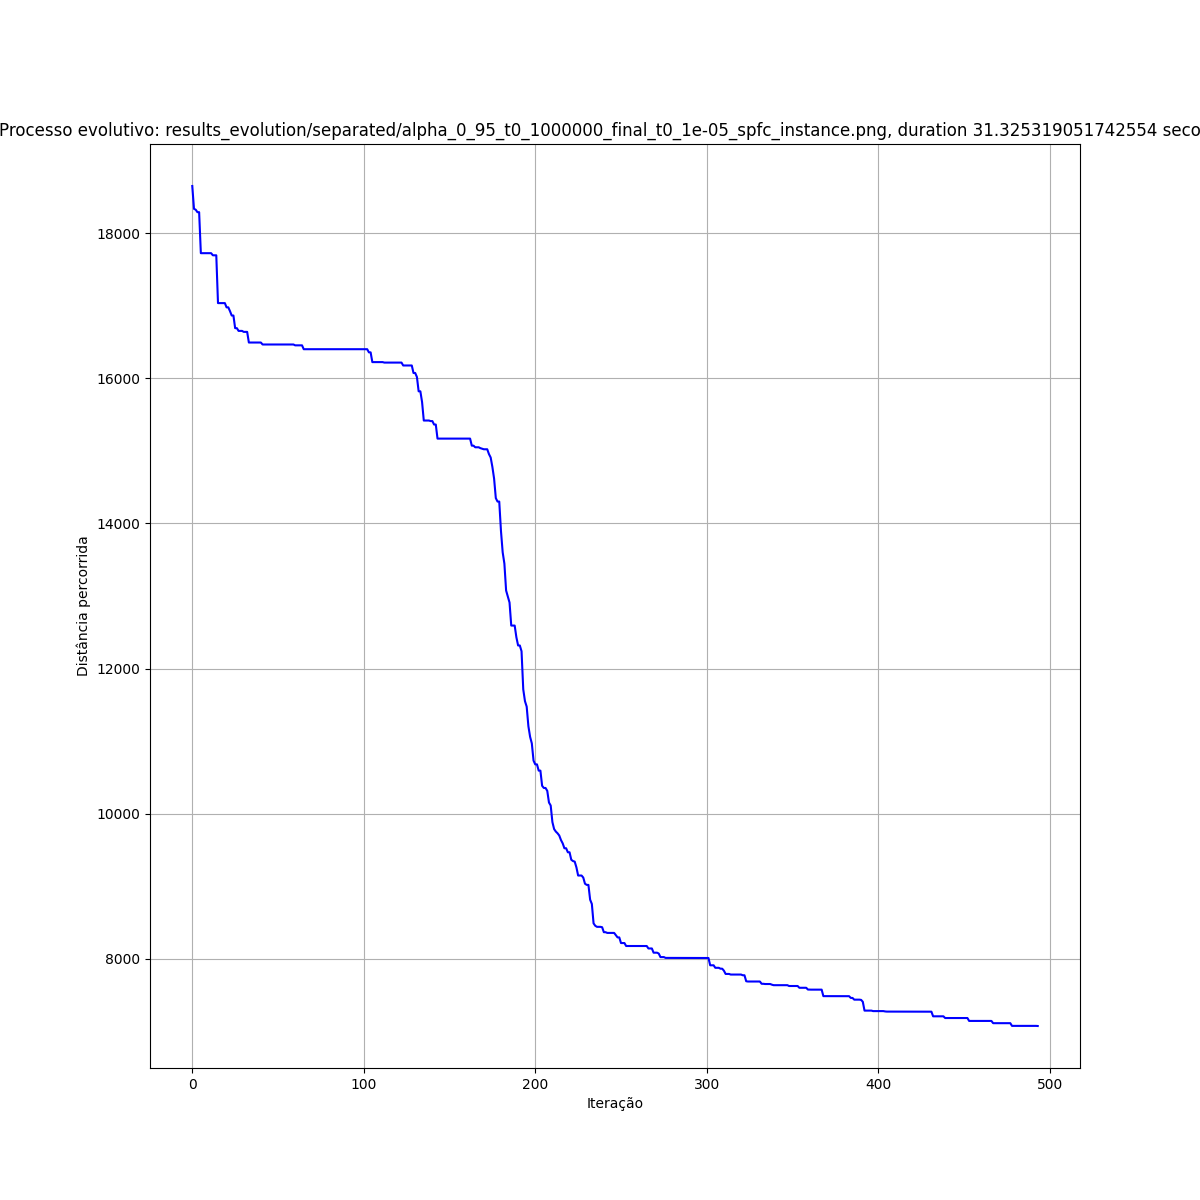 Processo evolutivo: results_evolution/separated/alpha_0_95_t0_1000000_final_t0_1e-05_spfc_instance.png, duration 31.325319051742554 seco
18000
16000
14000
12000
10000
8000
Distância percorrida
0 100 200 300 400 500
Iteração